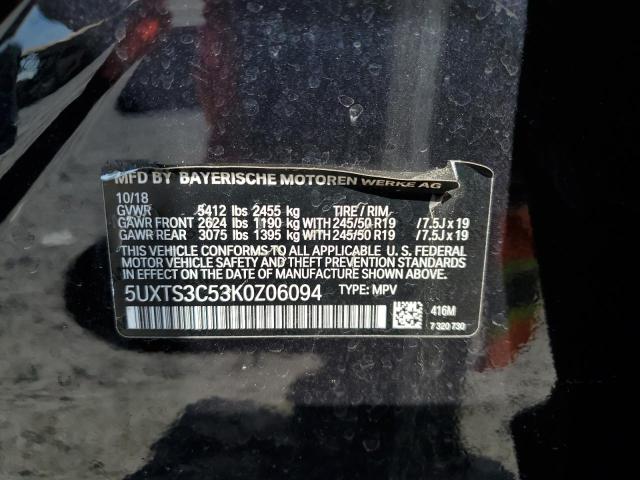 MFD BY BAYERISCHE MOTOREN WERKE AG
10/18
GVWR 5412 lbs 2455 kg TIRE / RIM
GAWR FRONT 2624 lbs 1190 kg WITH 245/50 R19 /7.5J x 19
GAWR REAR 3075 lbs 1395 kg WITH 245/50 R19 /7.5J x 19
THIS VEHICLE CONFORMS TO ALL APPLICABLE U. S. FEDERAL
MOTOR VEHICLE SAFETY, BUMPER, AND THEFT PREVENTION STANDARDS
IN EFFECT ON THE DATE OF MANUFACTURE SHOWN ABOVE.
5UXTS3C53K0Z06094 TYPE: MPV
416M
7 320 730